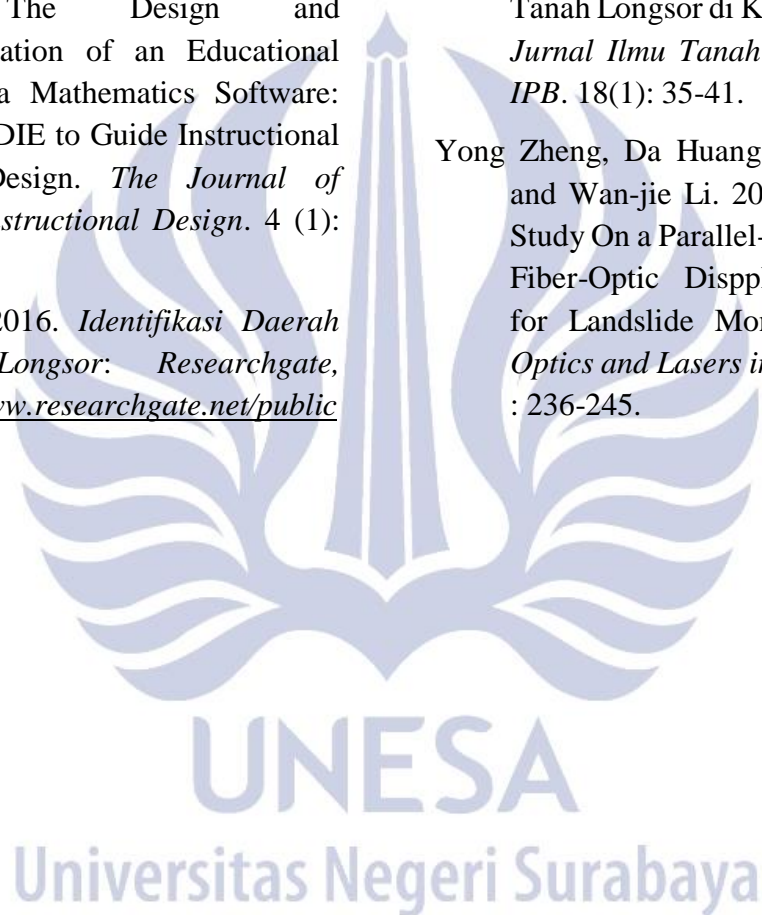 The Design and
ation of an Educational
a Mathematics Software:
DIE to Guide Instructional
Design. The Journal of
nstructional Design. 4 (1):
2016. Identifikasi Daerah
Longsor: Researchgate,
ww.researchgate.net/public
Tanah Longsor di K
Jurnal Ilmu Tanah
IPB. 18(1): 35-41.
Yong Zheng, Da Huang
and Wan-jie Li. 20
Study On a Parallel-
Fiber-Optic Dispp
for Landslide Mon
Optics and Lasers i
: 236-245.
UNESA
Universitas Negeri Surabaya